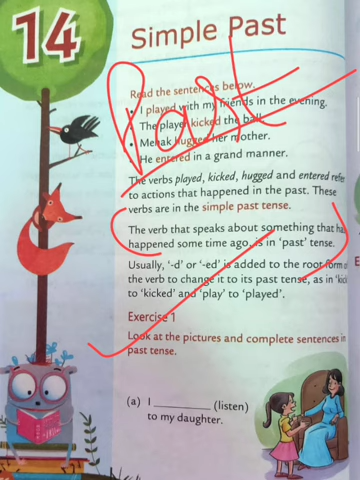 14
Simple Past
Past
Read the sentences below.
• I played with my friends in the evening.
The player kicked the ball.
• Mehak hugged her mother.
He entered in a grand manner.
The verbs played, kicked, hugged and entered refer
to actions that happened in the past. These
verbs are in the simple past tense.
The verb that speaks about something that has
happened some time ago, is in 'past' tense.
Usually, '-d' or '-ed' is added to the root form of
the verb to change it to its past tense, as in 'kick'
to 'kicked' and 'play' to 'played'.
Exercise 1
Look at the pictures and complete sentences in
past tense.
(a) I ________ (listen)
to my daughter.